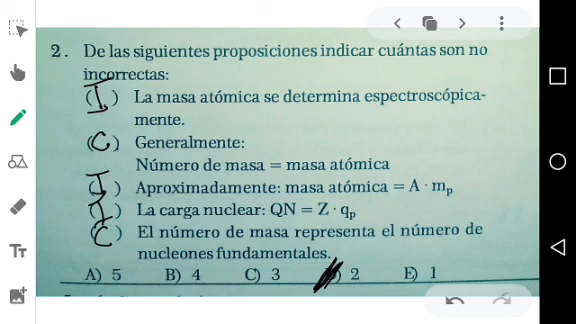 2. De las siguientes proposiciones indicar cuántas son no
incorrectas:
(I) La masa atómica se determina espectroscópica-
mente.
(C) Generalmente:
Número de masa = masa atómica
(I) Aproximadamente: masa atómica = A · mₚ
( ) La carga nuclear: QN = Z · qₚ
(C) El número de masa representa el número de
nucleones fundamentales.
A) 5 B) 4 C) 3 2 E) 1
Tт